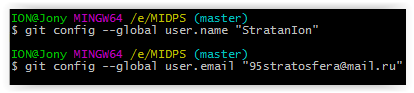 ION@Jony MINGW64 /e/MIDPS (master)
$ git config --global user.name "StratanIon"
ION@Jony MINGW64 /e/MIDPS (master)
$ git config --global user.email "95stratosfera@mail.ru"